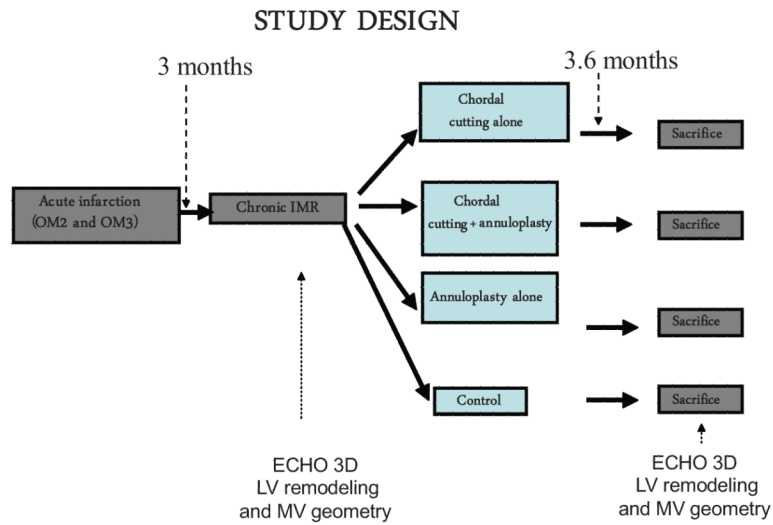 STUDY DESIGN
3 months
3.6 months
Chordal
cutting alone
Sacrifice
Acute infarction
(OM2 and OM3)
Chronic IMR
Chordal
cutting + annuloplasty
Sacrifice
Annuloplasty alone
Sacrifice
Control
Sacrifice
ECHO 3D
LV remodeling
and MV geometry
ECHO 3D
LV remodeling
and MV geometry